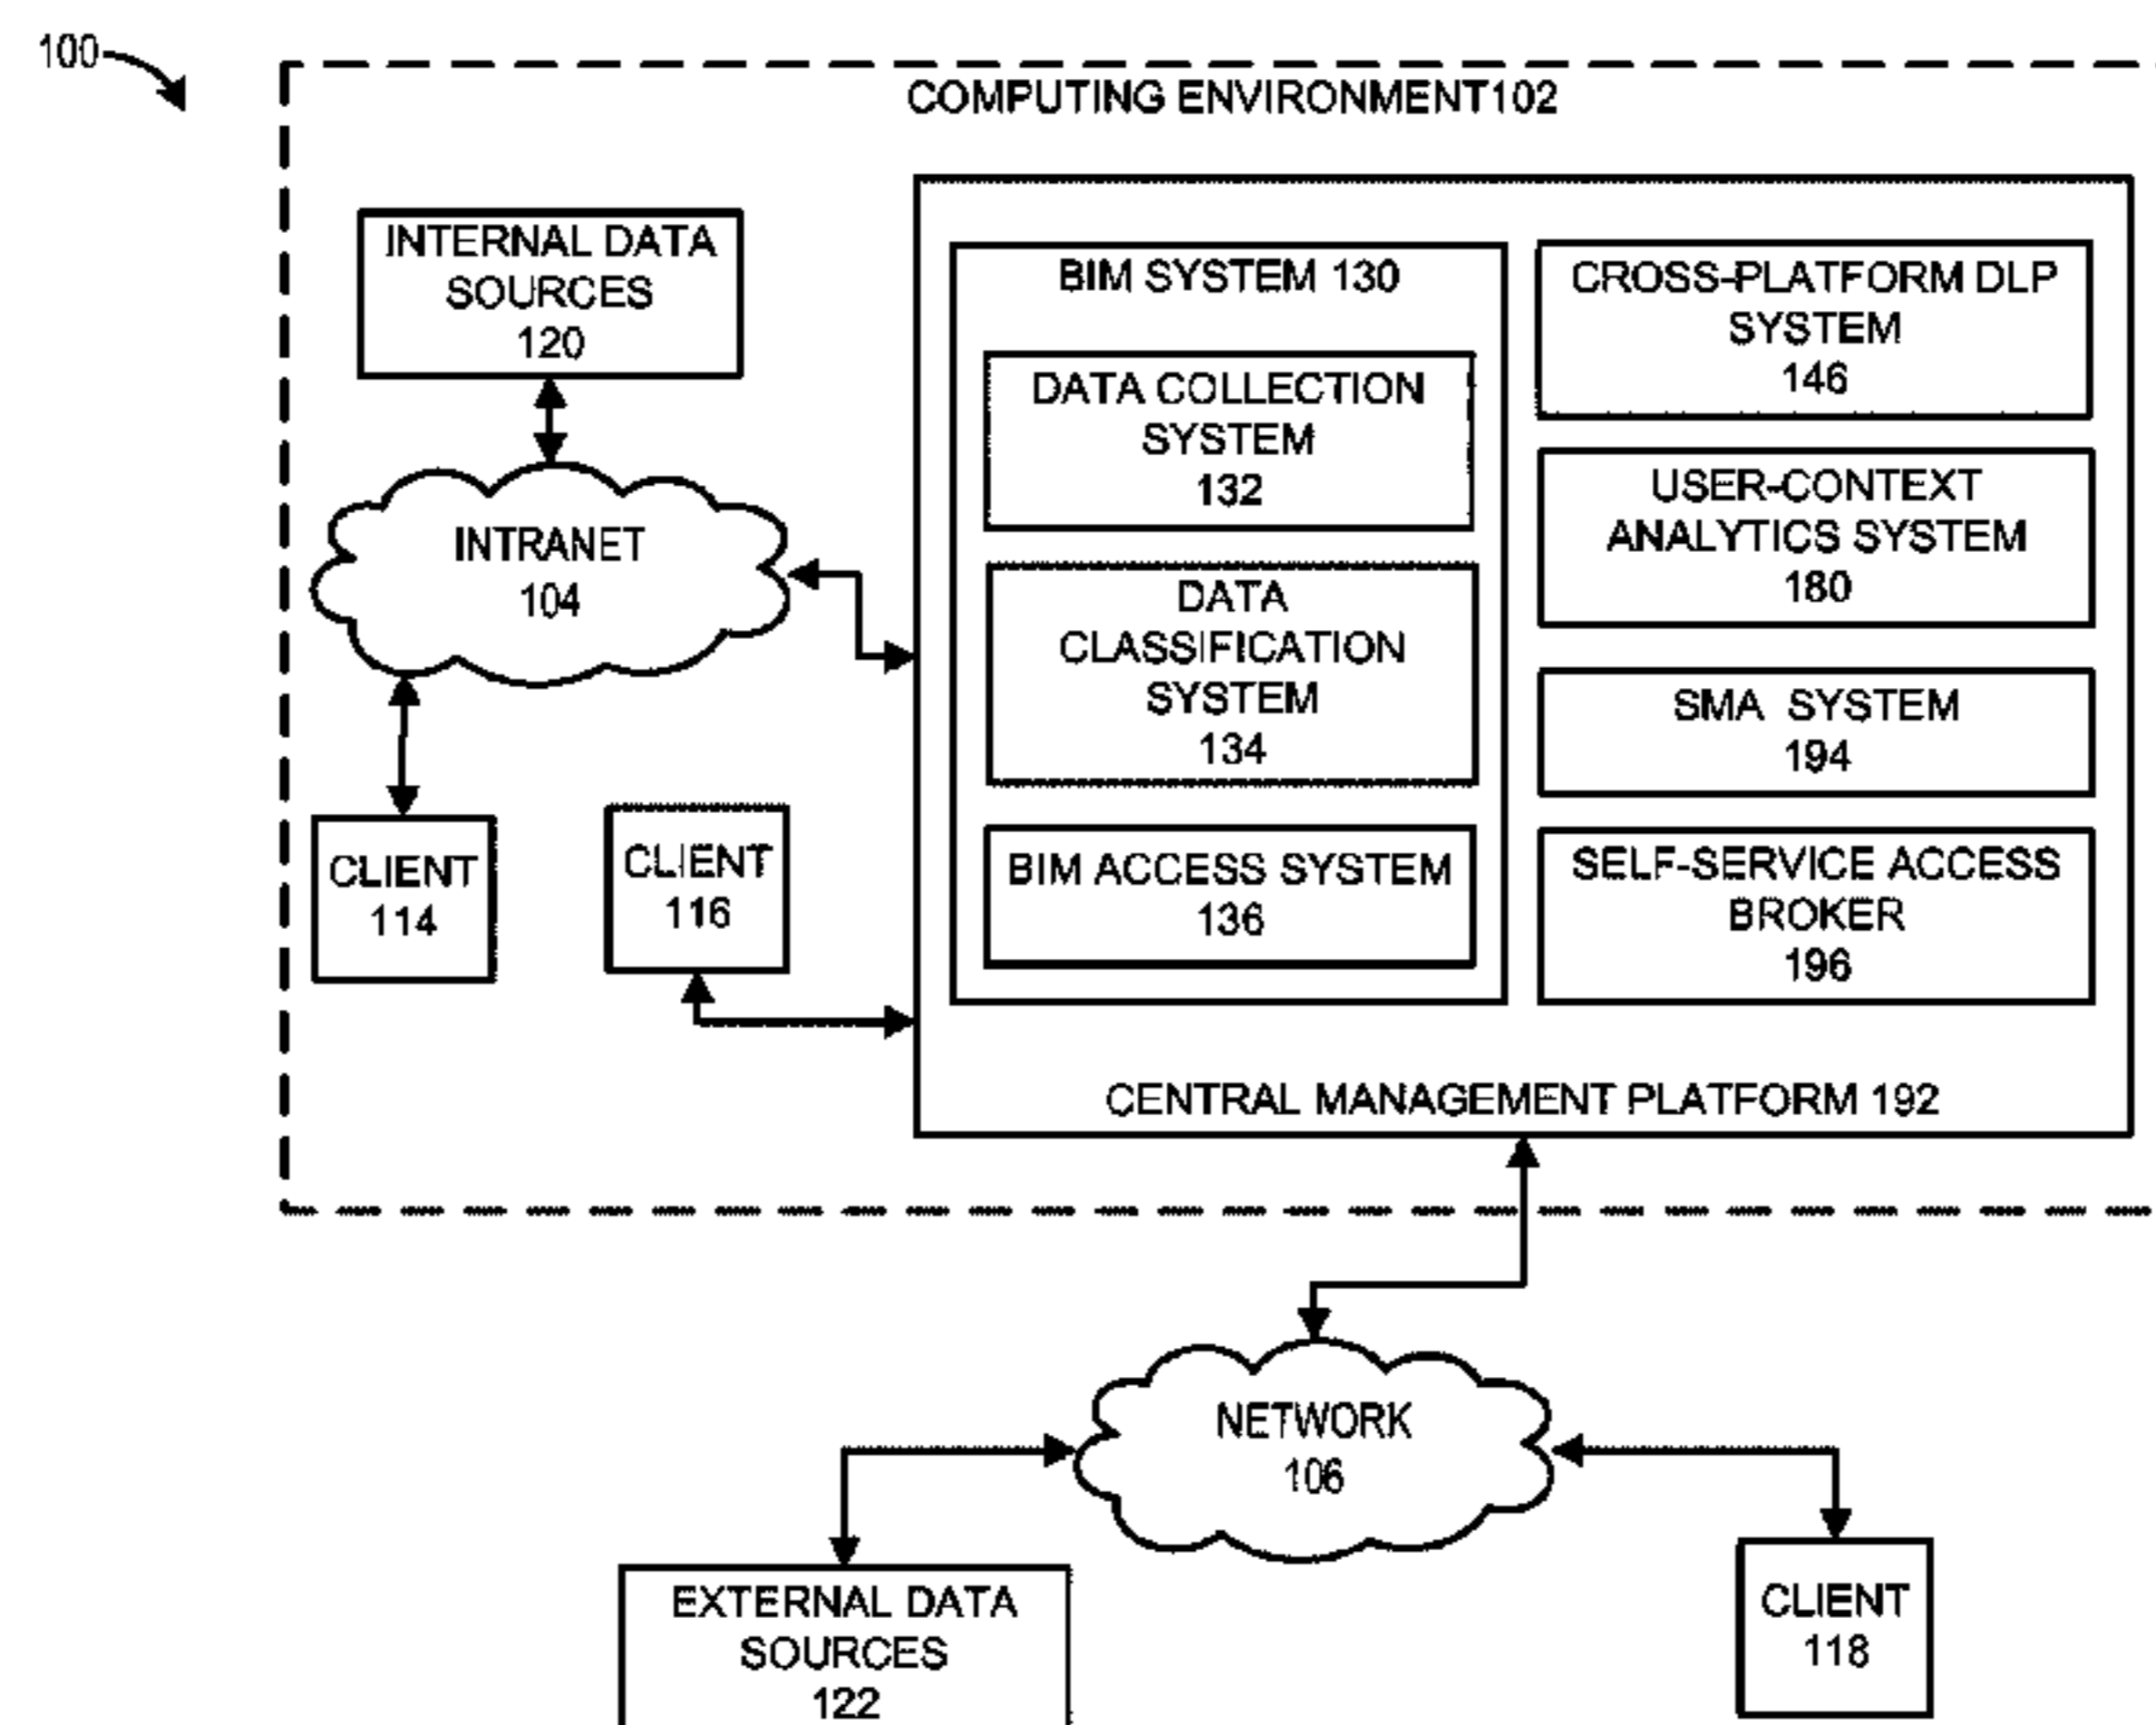 100
COMPUTING ENVIRONMENT102
INTERNAL DATA
SOURCES
120
INTRANET
104
CLIENT
114
CLIENT
116
BIM SYSTEM 130
DATA COLLECTION
SYSTEM
132
DATA
CLASSIFICATION
SYSTEM
134
BIM ACCESS SYSTEM
136
CROSS-PLATFORM DLP
SYSTEM
146
USER-CONTEXT
ANALYTICS SYSTEM
180
SMA SYSTEM
194
SELF-SERVICE ACCESS
BROKER
196
CENTRAL MANAGEMENT PLATFORM 192
NETWORK
106
EXTERNAL DATA
SOURCES
122
CLIENT
118